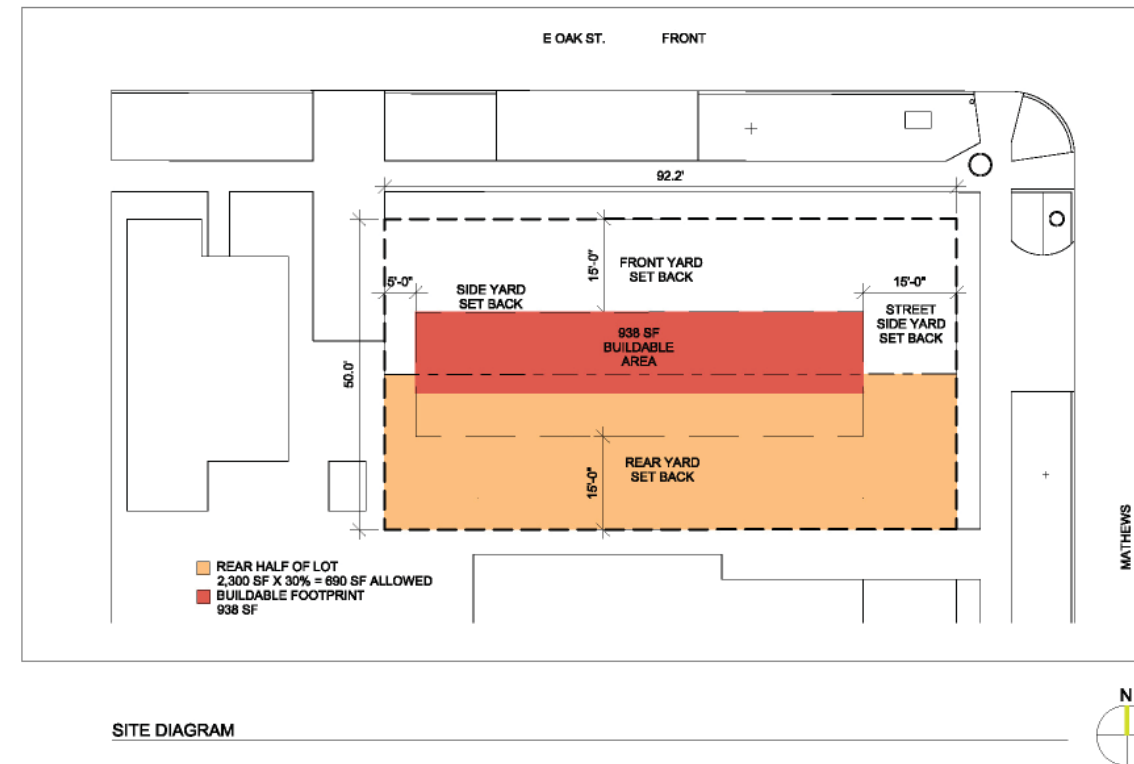 E OAK ST. FRONT
92.2'
15'-0"
FRONT YARD
SET BACK
5'-0"
SIDE YARD
SET BACK
15'-0"
STREET
SIDE YARD
SET BACK
938 SF
BUILDABLE
AREA
50.0'
15'-0"
REAR YARD
SET BACK
MATHEWS
REAR HALF OF LOT
2,300 SF X 30% = 690 SF ALLOWED
BUILDABLE FOOTPRINT
938 SF
SITE DIAGRAM
N